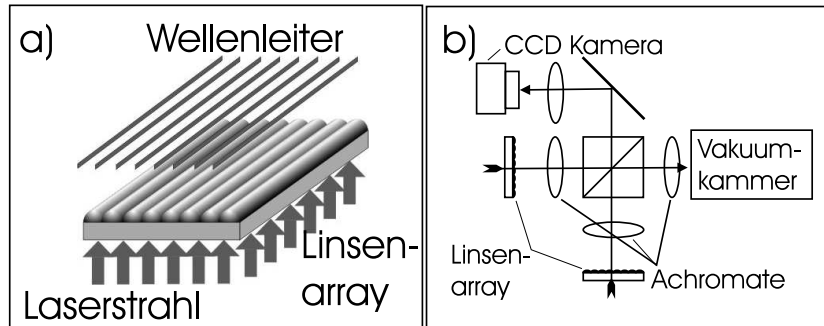 a)
Wellenleiter
Laserstrahl
Linsen-
array
b)
CCD Kamera
Vakuum-
kammer
Linsen-
array
Achromate